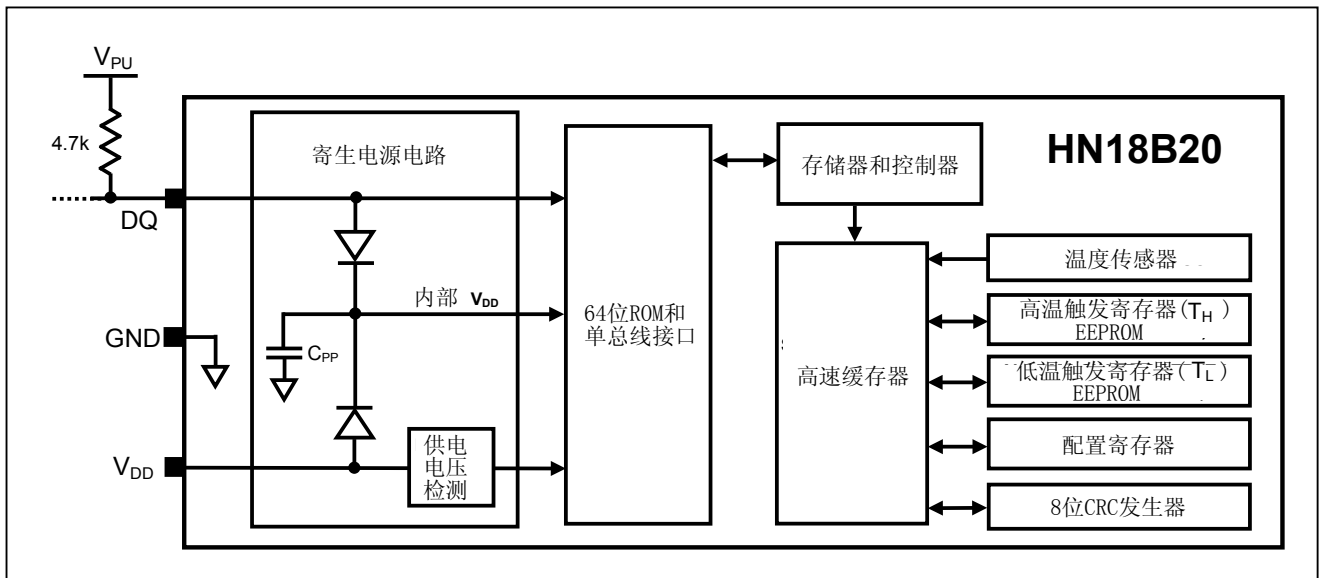 V_PU
4.7k
DQ
GND
V_DD
寄生电源电路
内部 V_DD
C_PP
供电
电压
检测
64位ROM和
单总线接口
存储器和控制器
HN18B20
高速缓存器
温度传感器
高温触发寄存器(T_H)
EEPROM
低温触发寄存器(T_L)
EEPROM
配置寄存器
8位CRC发生器